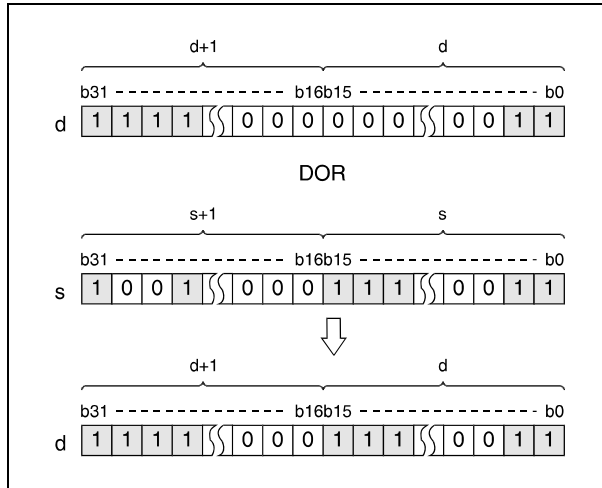 d+1 d
b31 ---------------- b16b15 ---------------- b0
d 1 1 1 1 0 0 0 0 0 0 0 0 1 1
DOR
s+1 s
b31 ---------------- b16b15 ---------------- b0
s 1 0 0 1 0 0 0 1 1 1 0 0 1 1
d+1 d
b31 ---------------- b16b15 ---------------- b0
d 1 1 1 1 0 0 0 1 1 1 0 0 1 1